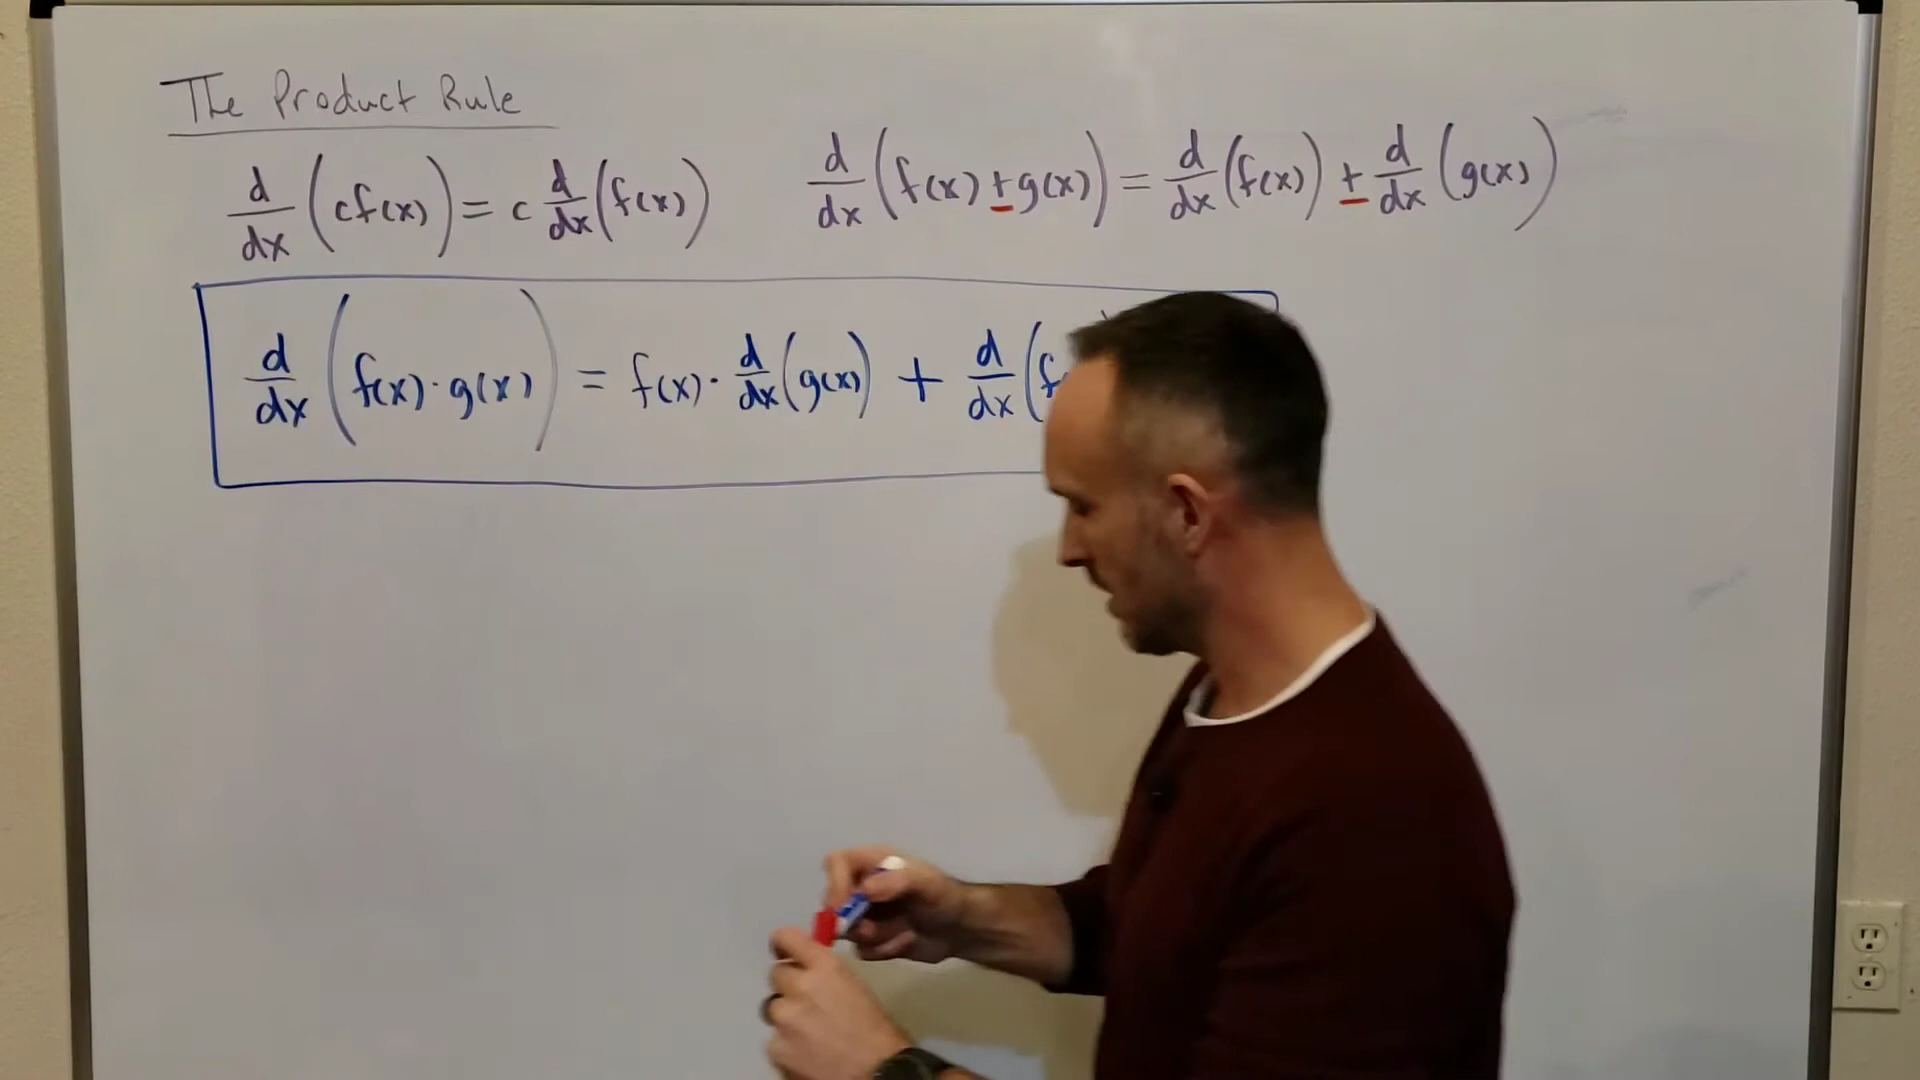 The Product Rule
d/dx (cf(x)) = c d/dx (f(x))
d/dx (f(x) ± g(x)) = d/dx (f(x)) ± d/dx (g(x))
d/dx (f(x) · g(x)) = f(x) · d/dx (g(x)) + d/dx (f